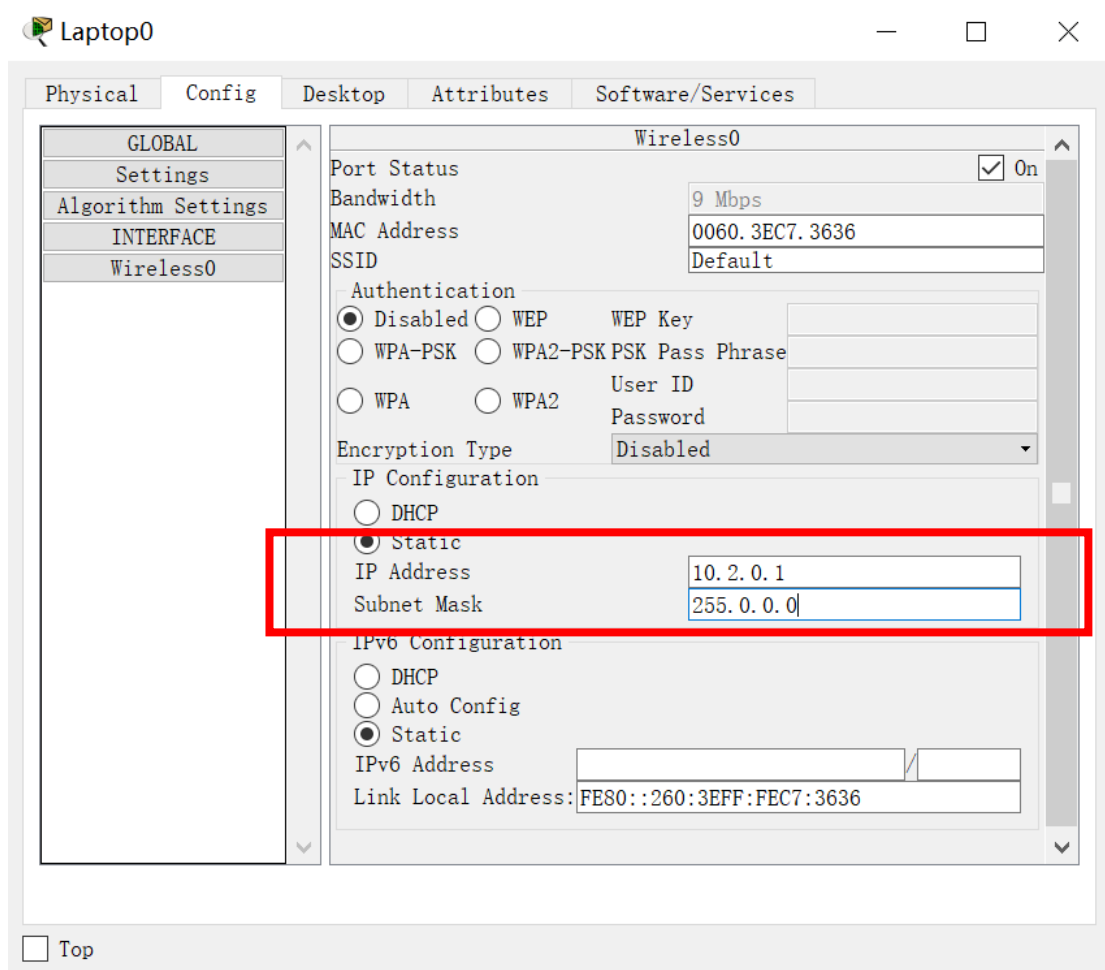 Laptop0
Physical Config Desktop Attributes Software/Services
GLOBAL
Settings
Algorithm Settings
INTERFACE
Wireless0
Wireless0
Port Status On
Bandwidth 9 Mbps
MAC Address 0060.3EC7.3636
SSID Default
Authentication
Disabled WEP WEP Key
WPA-PSK WPA2-PSK PSK Pass Phrase
User ID
WPA WPA2
Password
Encryption Type Disabled
IP Configuration
DHCP
Static
IP Address 10.2.0.1
Subnet Mask 255.0.0.0
IPv6 Configuration
DHCP
Auto Config
Static
IPv6 Address /
Link Local Address: FE80::260:3EFF:FEC7:3636
Top